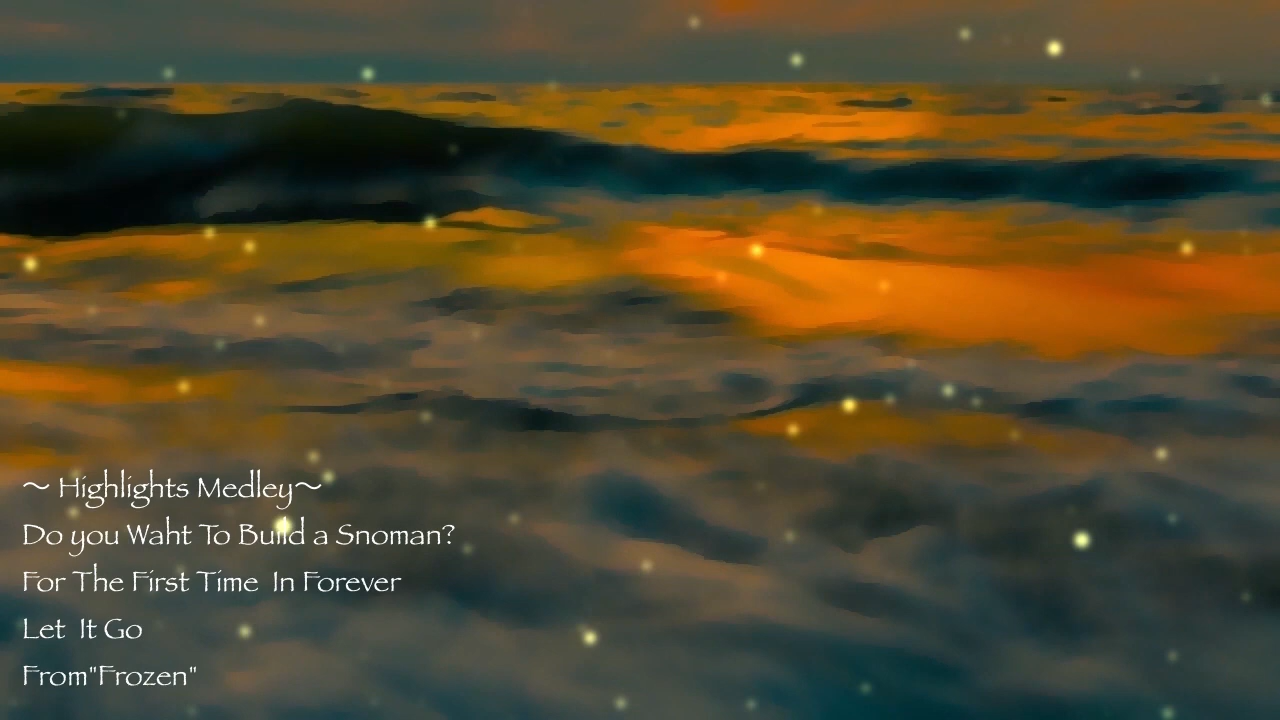 ～ Highlights Medley～
Do you Waht To Build a Snoman?
For The First Time In Forever
Let It Go
From"Frozen"